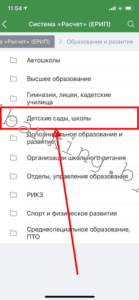 11:54
Система «Расчет» (ЕРИП)
«Расчет» (ЕРИП) > Образование и развитие
Автошколы
Высшее образование
Гимназии, лицеи, кадетские
училища
Детские сады, школы
Дополнительное образование и
развитие
Организации школьного питания
Отделы, управления образования
РИКЗ
Спорт и физическое развитие
Среднеспециальное образование,
ПТО